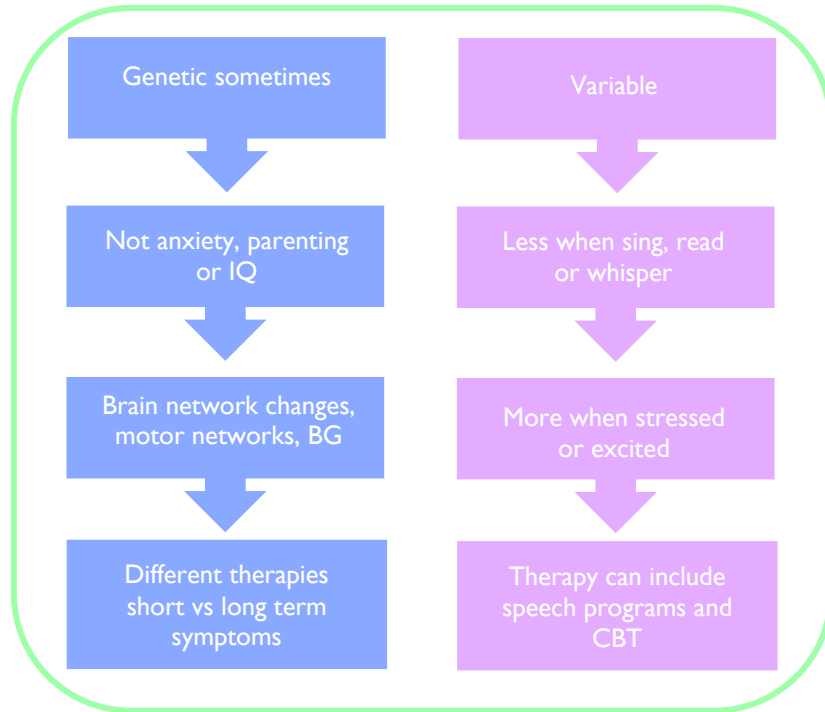 Genetic sometimes
Not anxiety, parenting
or IQ
Brain network changes,
motor networks, BG
Different therapies
short vs long term
symptoms
Variable
Less when sing, read
or whisper
More when stressed
or excited
Therapy can include
speech programs and
CBT